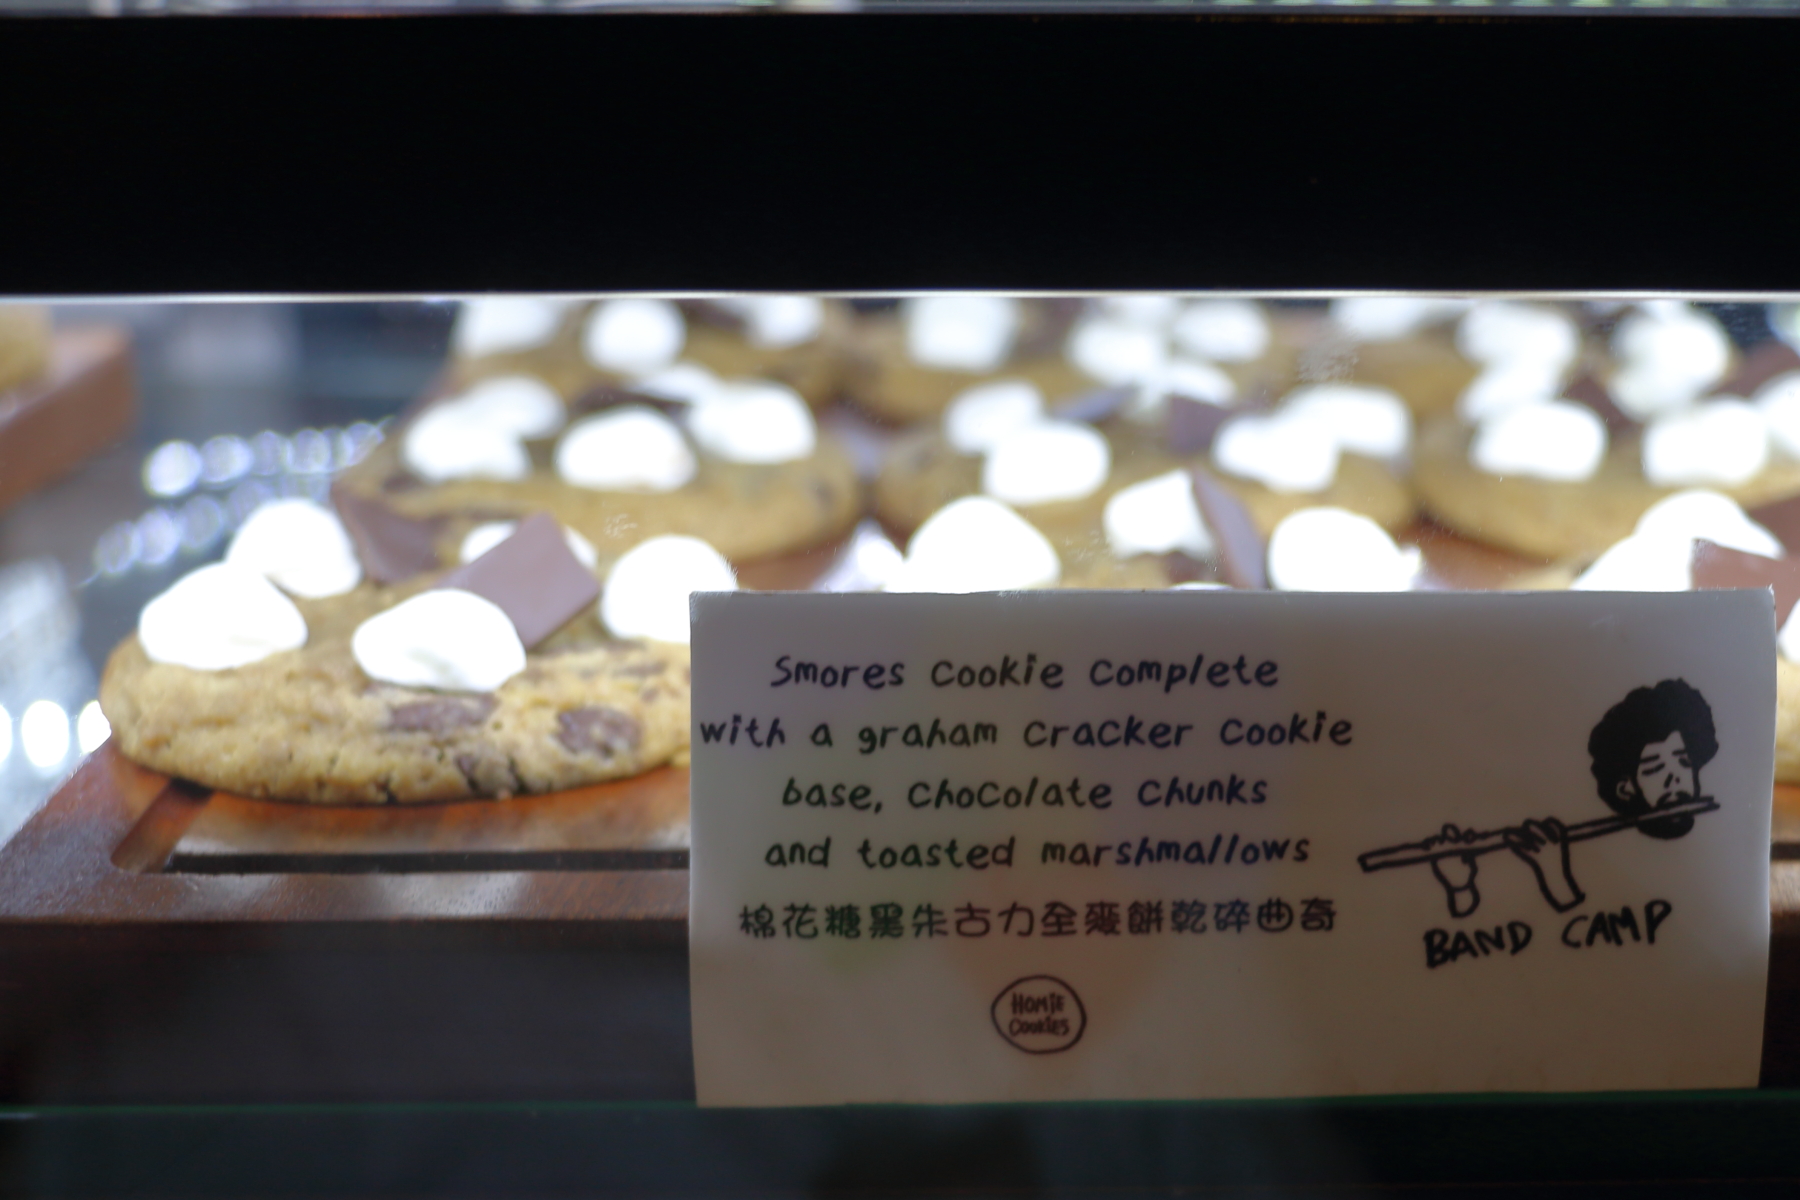 Smores Cookie Complete
with a graham cracker cookie
base, chocolate chunks
and toasted marshmallows
棉花糖黑朱古力全麥餅乾碎曲奇
HOMIE
COOKIES
BAND CAMP